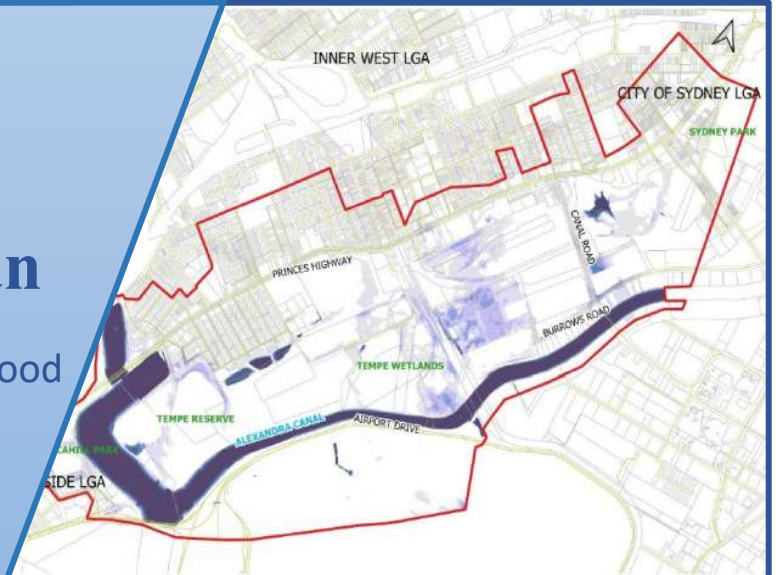 an
ood
INNER WEST LGA
CITY OF SYDNEY LGA
SYDNEY PARK
CANAL ROAD
PRINCES HIGHWAY
BURROWS ROAD
TEMPE WETLANDS
TEMPE RESERVE
ALEXANDRA CANAL
AIRPORT DRIVE
CAHILL PARK
SIDE LGA